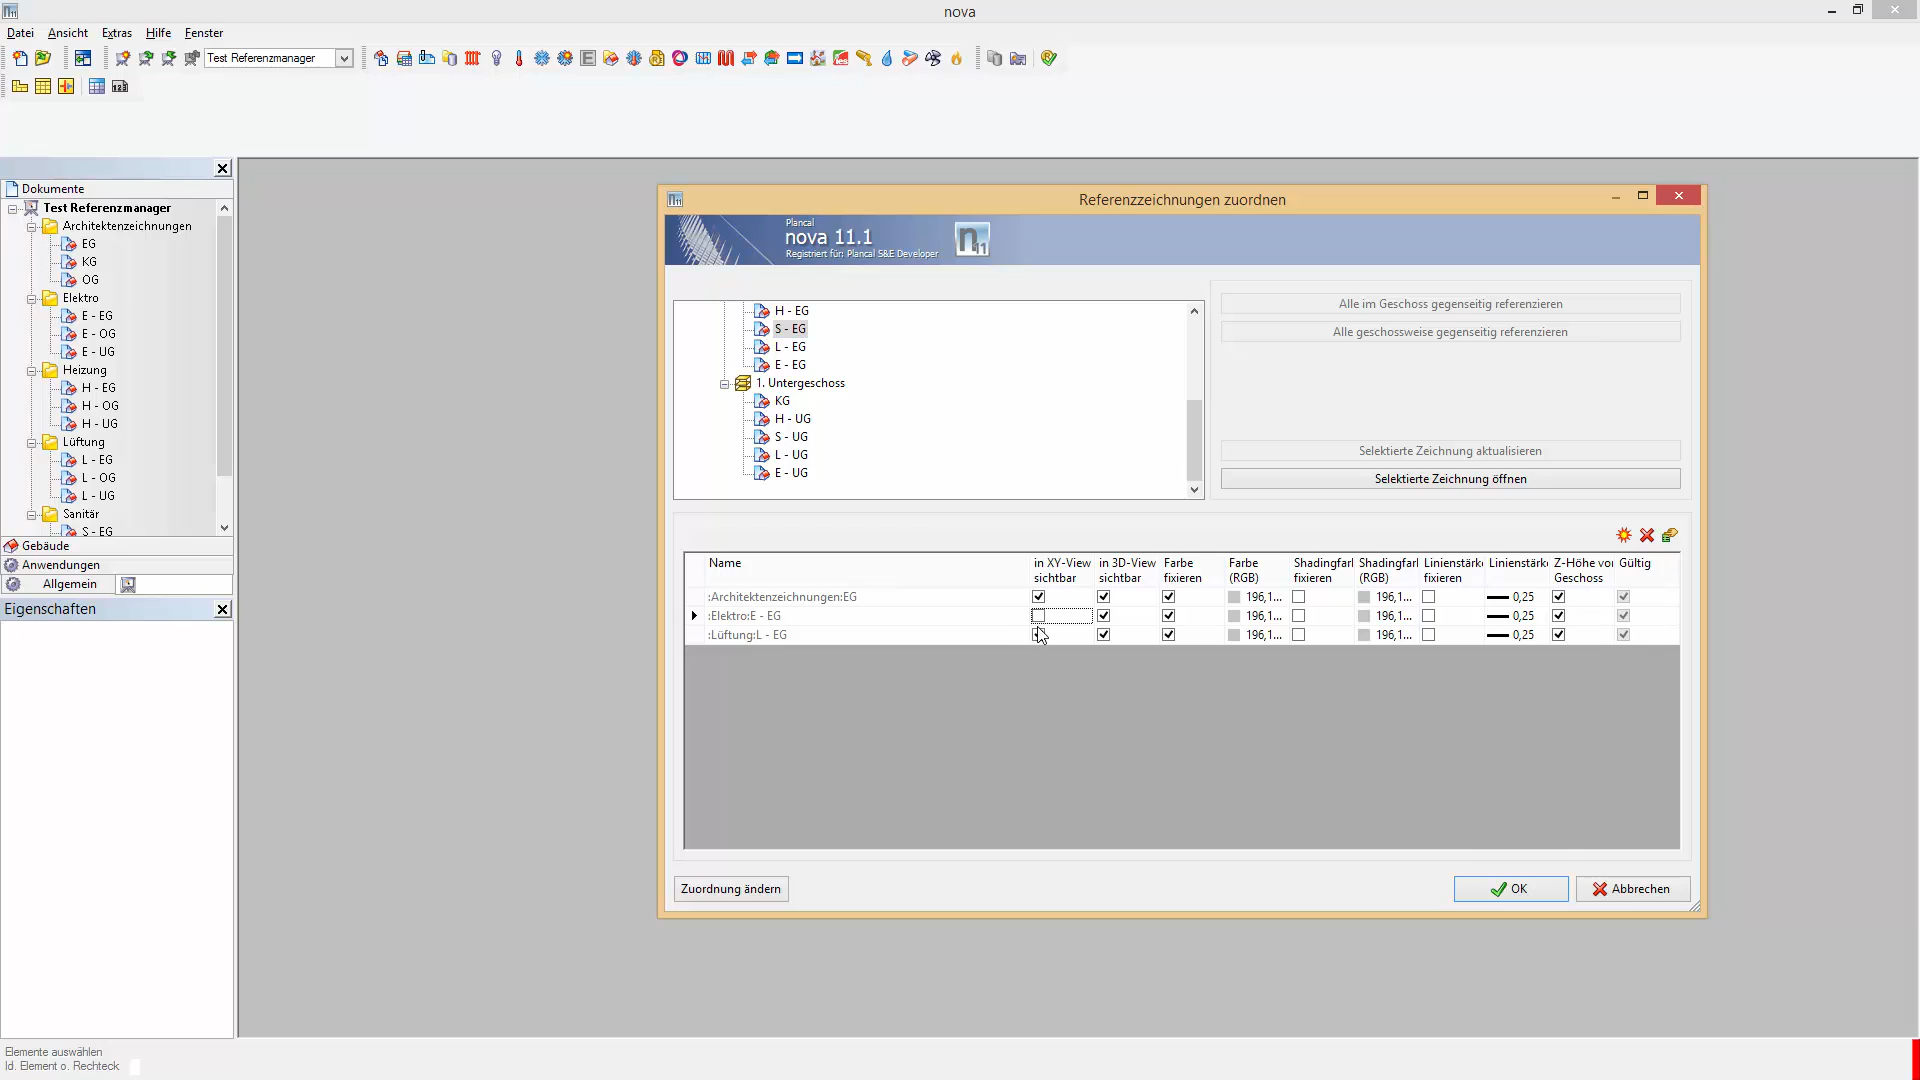 nova
Datei Ansicht Extras Hilfe Fenster
Test Referenzmanager
Dokumente
Test Referenzmanager
Architektenzeichnungen
EG
KG
OG
Elektro
E - EG
E - OG
E - UG
Heizung
H - EG
H - OG
H - UG
Lüftung
L - EG
L - OG
L - UG
Sanitär
S - EG
Gebäude
Anwendungen
Allgemein
Eigenschaften
Referenzzeichnungen zuordnen
Plancal
nova 11.1
Registriert für: Plancal S&E Developer
H - EG
S - EG
L - EG
E - EG
1. Untergeschoss
KG
H - UG
S - UG
L - UG
E - UG
Alle im Geschoss gegenseitig referenzieren
Alle geschossweise gegenseitig referenzieren
Selektierte Zeichnung aktualisieren
Selektierte Zeichnung öffnen
Name in XY-View in 3D-View Farbe Farbe Shadingfarl Shadingfarl Linienstärk Linienstärk Z-Höhe vo Gültig
sichtbar sichtbar fixieren (RGB) fixieren (RGB) fixieren Geschoss
:Architektenzeichnungen:EG 196,1... 196,1... 0,25
:Elektro:E - EG 196,1... 196,1... 0,25
:Lüftung:L - EG 196,1... 196,1... 0,25
Zuordnung ändern
OK
Abbrechen
Elemente auswählen
Id. Element o. Rechteck